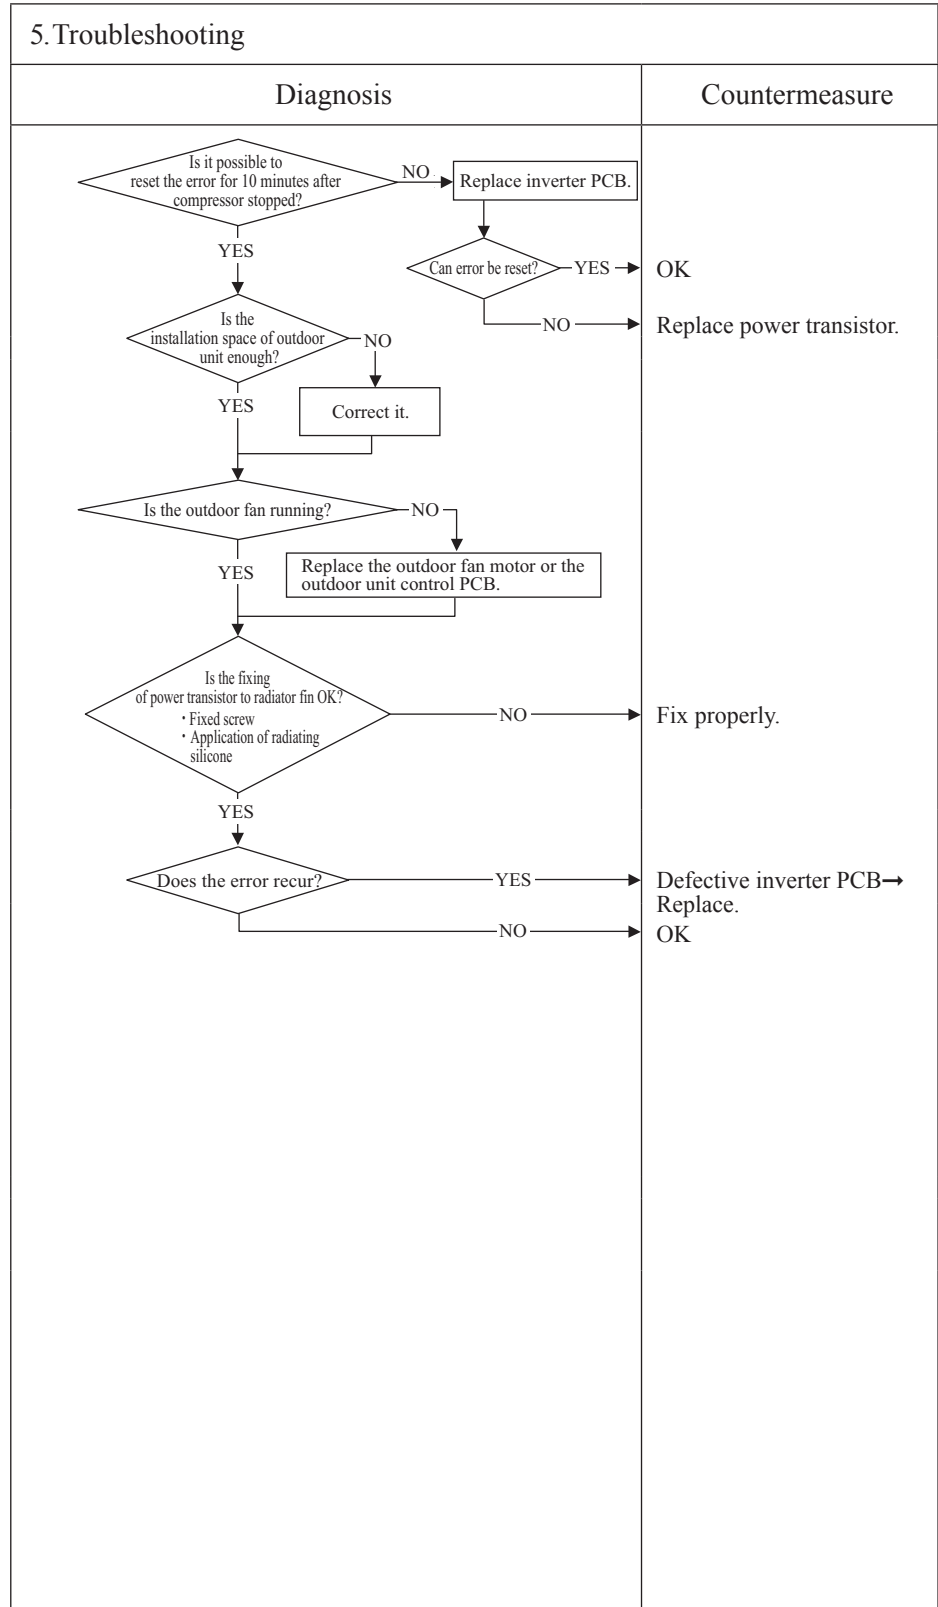 5.Troubleshooting
Diagnosis
Countermeasure
Is it possible to
reset the error for 10 minutes after
compressor stopped?
NO
Replace inverter PCB.
YES
Can error be reset?
YES
OK
NO
Replace power transistor.
Is the
installation space of outdoor
unit enough?
NO
YES
Correct it.
Is the outdoor fan running?
NO
YES
Replace the outdoor fan motor or the
outdoor unit control PCB.
Is the fixing
of power transistor to radiator fin OK?
・Fixed screw
・Application of radiating
silicone
NO
Fix properly.
YES
Does the error recur?
YES
Defective inverter PCB→
Replace.
NO
OK